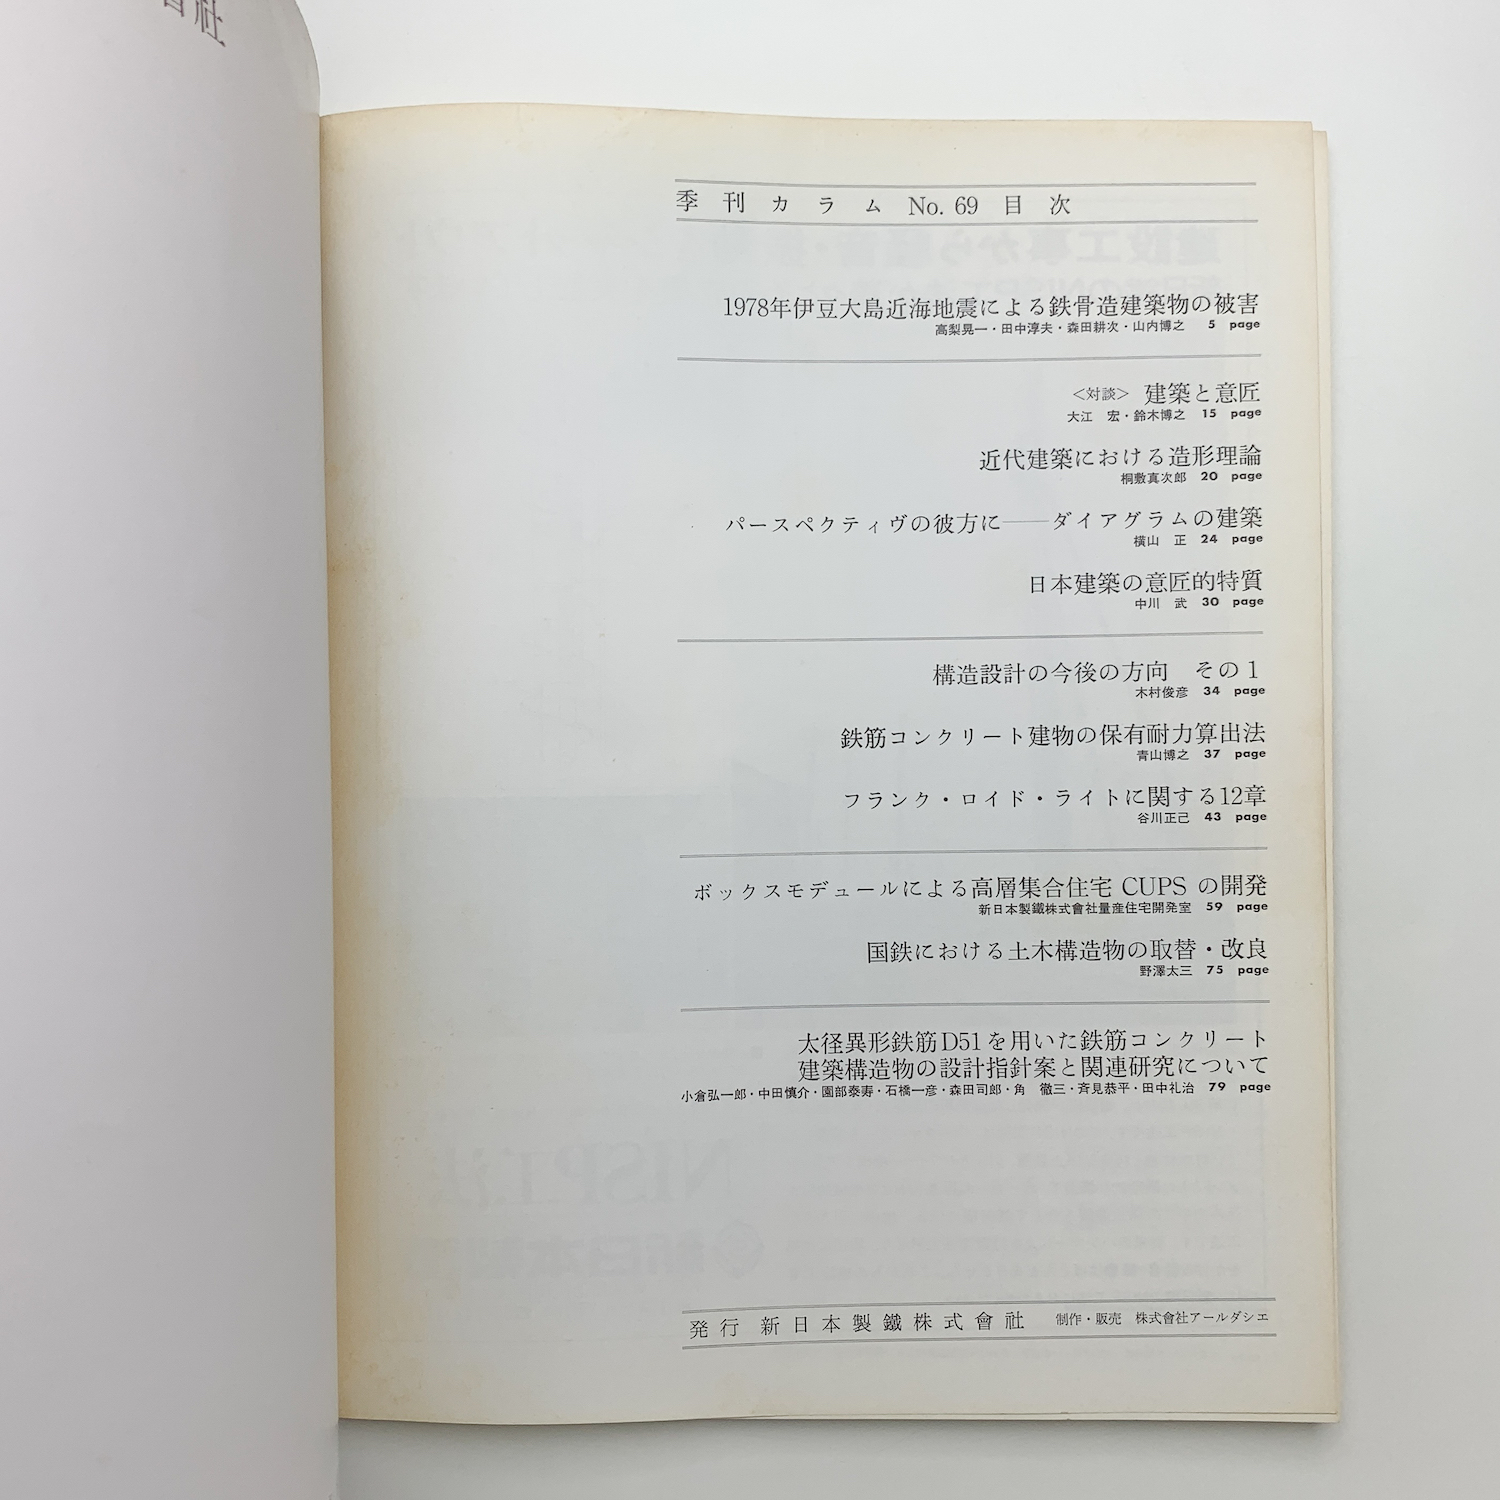 季刊カラム No. 69 目次
1978年伊豆大島近海地震による鉄骨造建築物の被害
高梨晃一・田中淳夫・森田耕次・山内博之 5 page
＜対談＞ 建築と意匠
大江 宏・鈴木博之 15 page
近代建築における造形理論
桐敷真次郎 20 page
パースペクティヴの彼方に——ダイアグラムの建築
横山 正 24 page
日本建築の意匠的特質
中川 武 30 page
構造設計の今後の方向 その1
木村俊彦 34 page
鉄筋コンクリート建物の保有耐力算出法
青山博之 37 page
フランク・ロイド・ライトに関する12章
谷川正己 43 page
ボックスモデュールによる高層集合住宅 CUPS の開発
新日本製鐵株式會社量産住宅開発室 59 page
国鉄における土木構造物の取替・改良
野澤太三 75 page
太径異形鉄筋D51を用いた鉄筋コンクリート
建築構造物の設計指針案と関連研究について
小倉弘一郎・中田慎介・園部泰寿・石橋一彦・森田司郎・角 徹三・斉見恭平・田中礼治 79 page
発行 新日本製鐵株式會社 制作・販売 株式會社アールダシエ